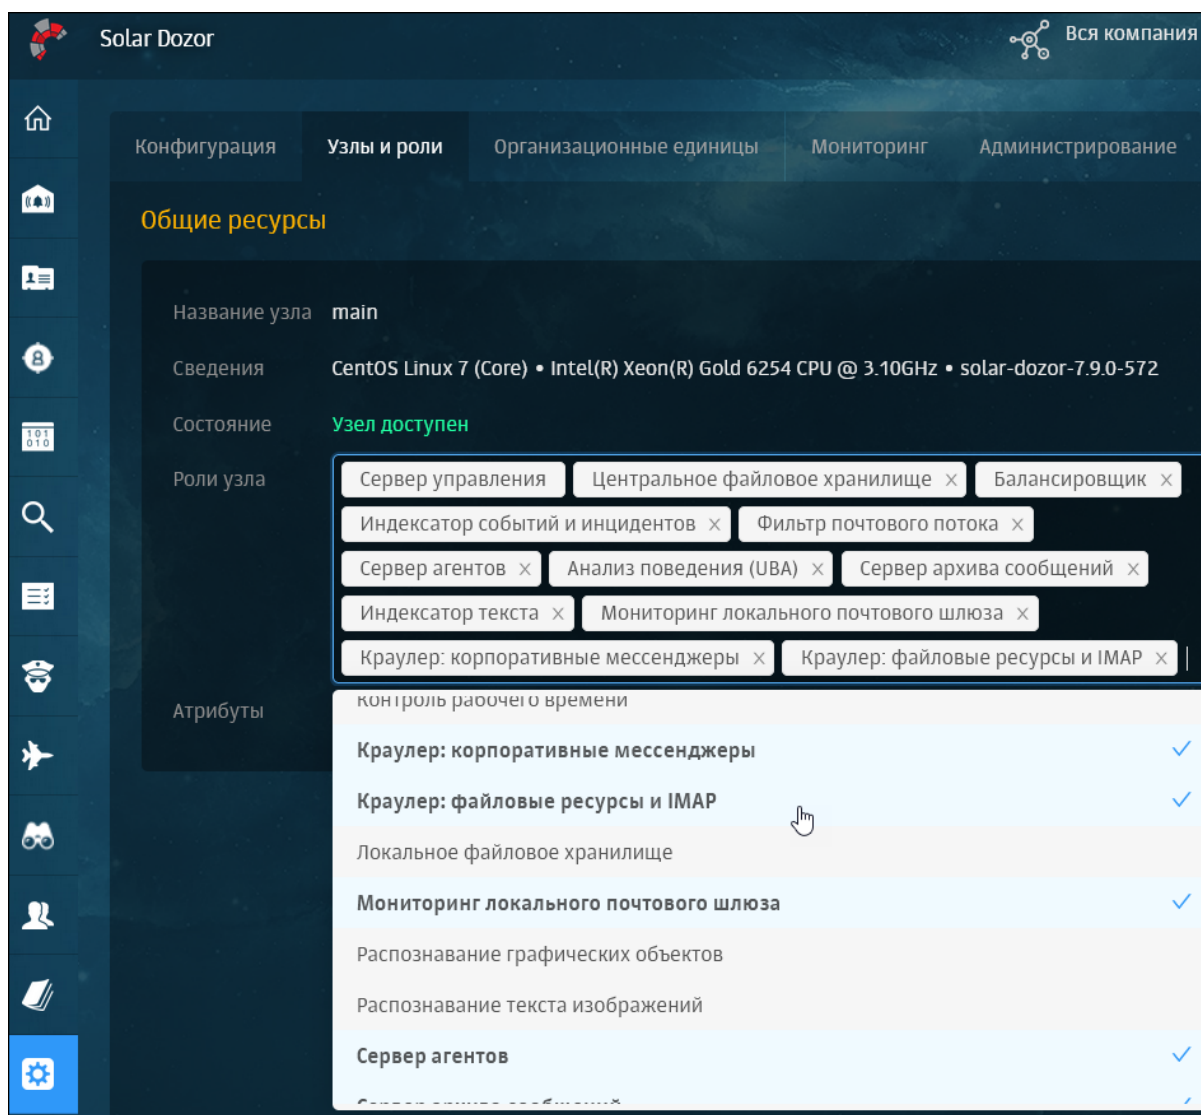 Solar Dozor
Вся компания
Конфигурация Узлы и роли Организационные единицы Мониторинг Администрирование
Общие ресурсы
Название узла main
Сведения CentOS Linux 7 (Core) • Intel(R) Xeon(R) Gold 6254 CPU @ 3.10GHz • solar-dozor-7.9.0-572
Состояние Узел доступен
Роли узла Сервер управления Центральное файловое хранилище × Балансировщик ×
Индексатор событий и инцидентов × Фильтр почтового потока ×
Сервер агентов × Анализ поведения (UBA) × Сервер архива сообщений ×
Индексатор текста × Мониторинг локального почтового шлюза ×
Краулер: корпоративные мессенджеры × Краулер: файловые ресурсы и IMAP ×
Атрибуты
Контроль рабочего времени
Краулер: корпоративные мессенджеры
Краулер: файловые ресурсы и IMAP
Локальное файловое хранилище
Мониторинг локального почтового шлюза
Распознавание графических объектов
Распознавание текста изображений
Сервер агентов
Сервер архива сообщений